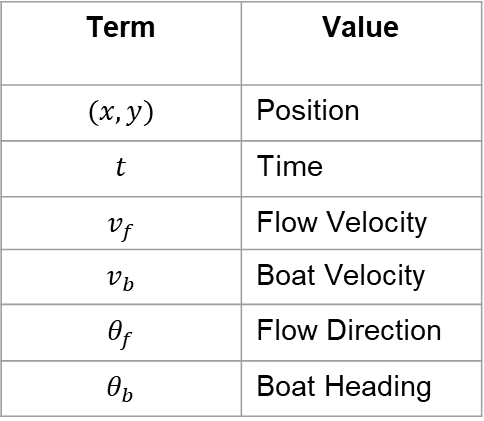 Term Value
(x, y) Position
t Time
v_f Flow Velocity
v_b Boat Velocity
θ_f Flow Direction
θ_b Boat Heading